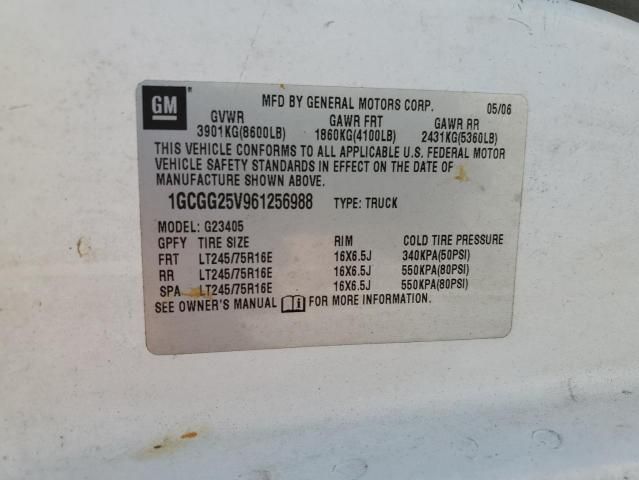 GM
MFD BY GENERAL MOTORS CORP. 05/06
GVWR GAWR FRT GAWR RR
3901KG(8600LB) 1860KG(4100LB) 2431KG(5360LB)
THIS VEHICLE CONFORMS TO ALL APPLICABLE U.S. FEDERAL MOTOR
VEHICLE SAFETY STANDARDS IN EFFECT ON THE DATE OF
MANUFACTURE SHOWN ABOVE.
1GCGG25V961256988 TYPE: TRUCK
MODEL: G23405
GPFY TIRE SIZE RIM COLD TIRE PRESSURE
FRT LT245/75R16E 16X6.5J 340KPA(50PSI)
RR LT245/75R16E 16X6.5J 550KPA(80PSI)
SPA LT245/75R16E 16X6.5J 550KPA(80PSI)
SEE OWNER'S MANUAL FOR MORE INFORMATION.